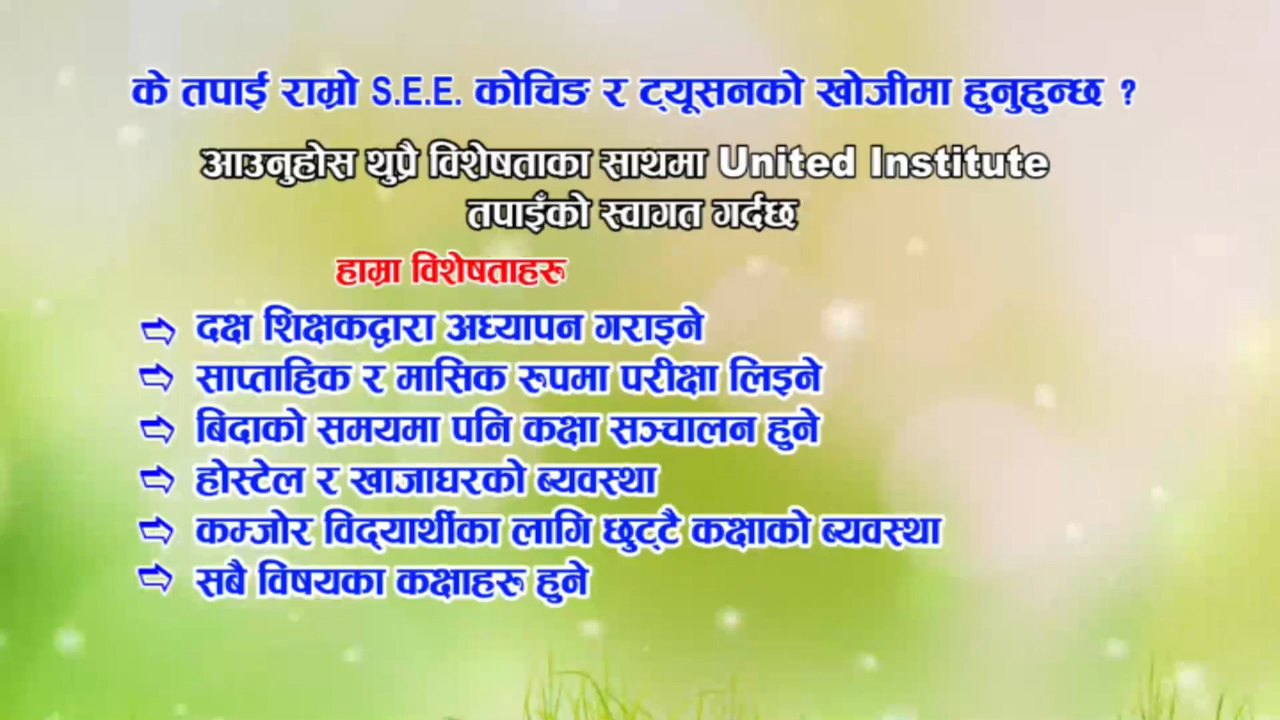 के तपाई राम्रो S.E.E. कोचिङ र ट्यूसनको खोजीमा हुनुहुन्छ ?
आउनुहोस थुप्रै विशेषताका साथमा United Institute
तपाइँको स्वागत गर्दछ
हाम्रा विशेषताहरू
⇨ दक्ष शिक्षकद्वारा अध्यापन गराइने
⇨ साप्ताहिक र मासिक रूपमा परीक्षा लिइने
⇨ बिदाको समयमा पनि कक्षा सञ्चालन हुने
⇨ होस्टेल र खाजाघरको ब्यवस्था
⇨ कम्जोर विद्‌यार्थीका लागि छुट्टै कक्षाको ब्यवस्था
⇨ सबै विषयका कक्षाहरू हुने